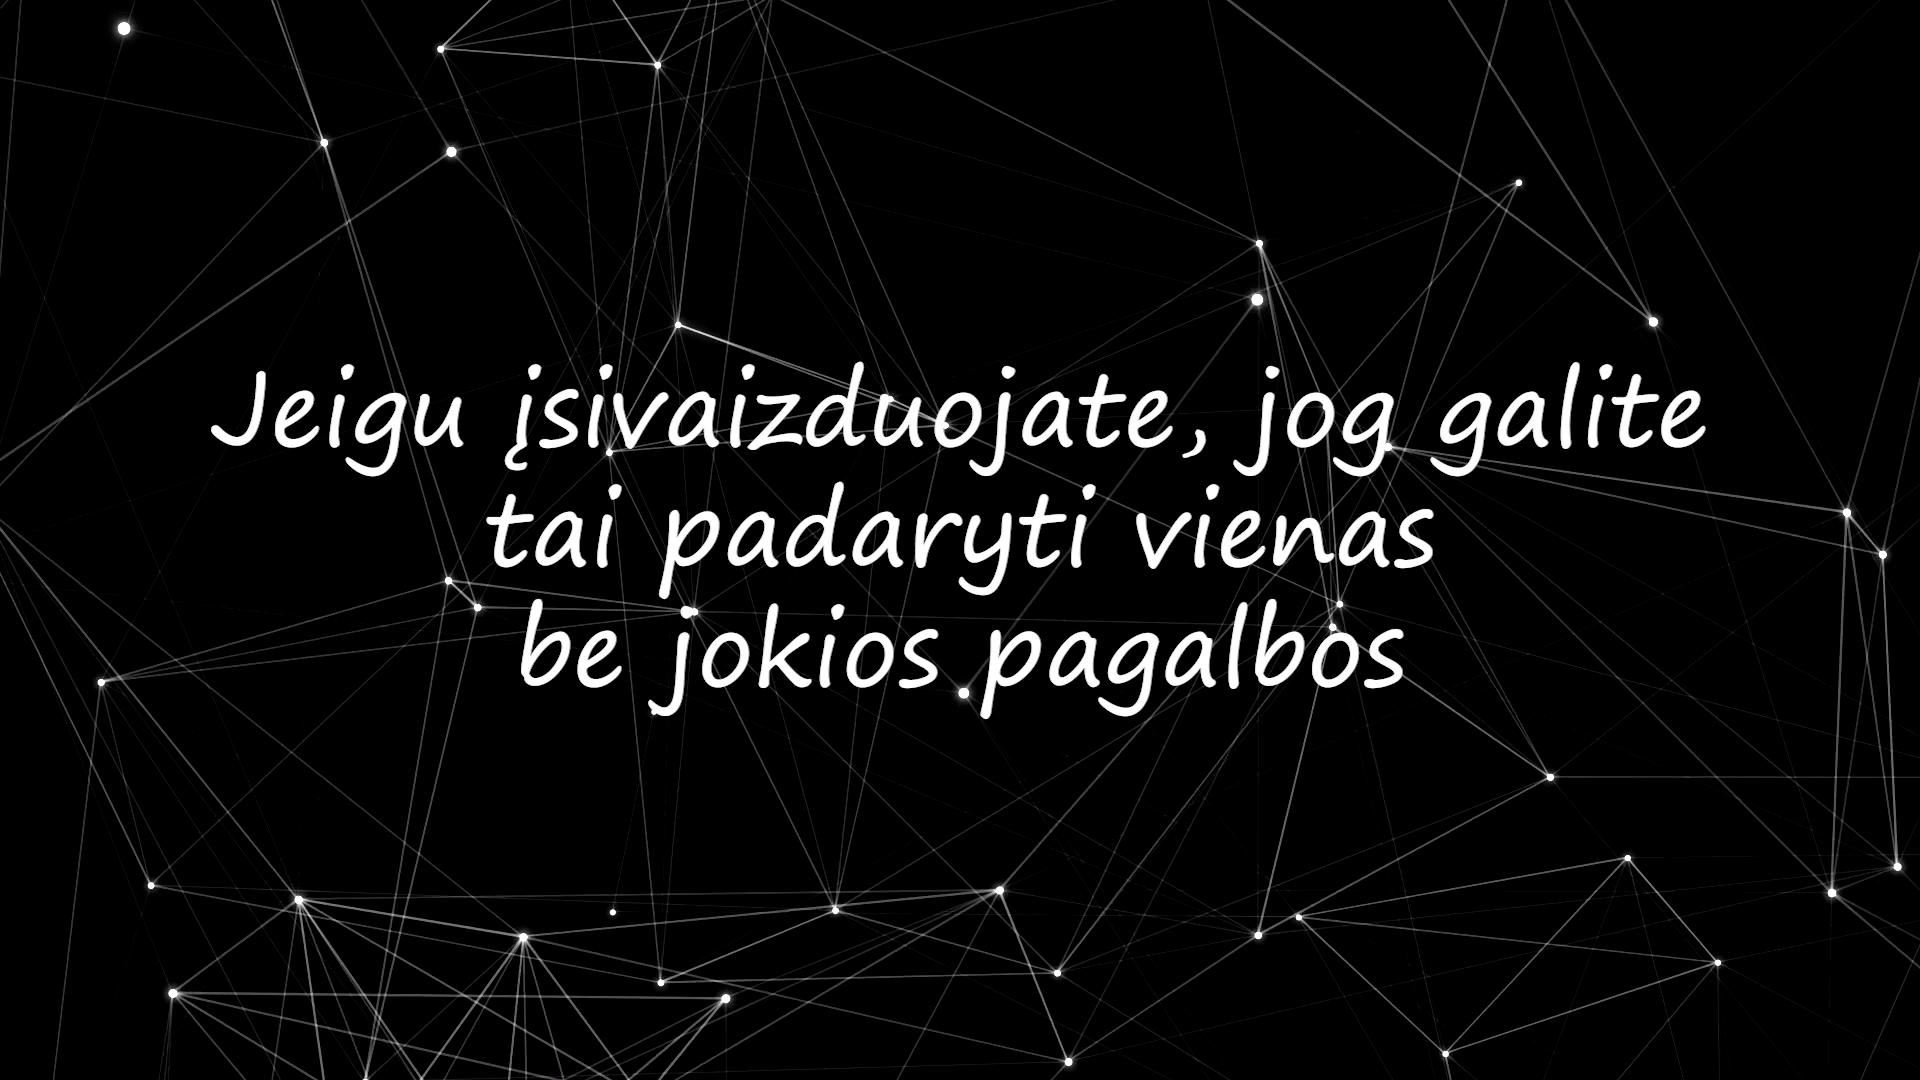 Jeigu įsivaizduojate, jog galite
tai padaryti vienas
be jokios pagalbos